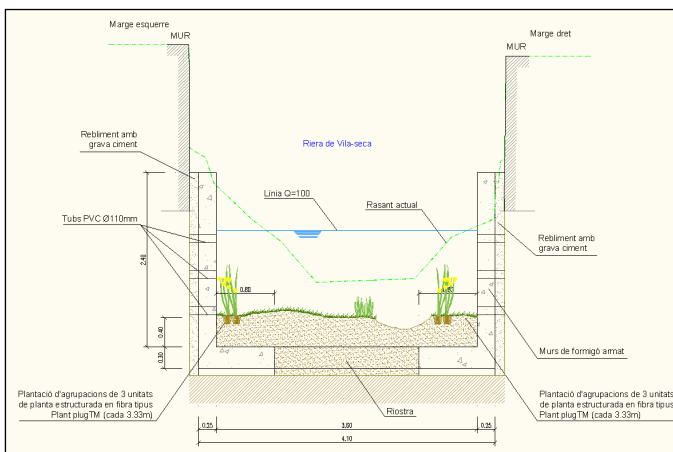 Marge esquerre
MUR
Marge dret
MUR
Rebliment amb
grava ciment
Riera de Vila-seca
Línia Q=100
Rasant actual
Tubs PVC Ø110mm
Rebliment amb
grava ciment
2.40
0.80
0.80
0.40
0.30
Murs de formigó armat
Plantació d'agrupacions de 3 unitats
de planta estructurada en fibra tipus
Plant plugTM (cada 3.33m)
Riostra
Plantació d'agrupacions de 3 unitats
de planta estructurada en fibra tipus
Plant plugTM (cada 3.33m)
0.25
3.60
0.25
4.10